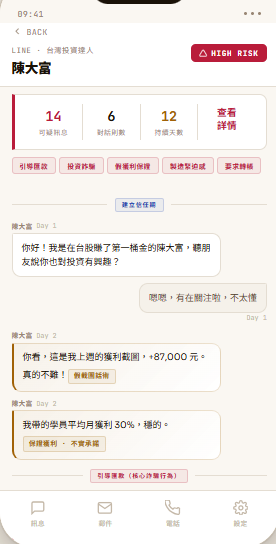 09:41
BACK
LINE · 台灣投資達人
HIGH RISK
陳大富
14
可疑訊息
6
對話則數
12
持續天數
查看
詳情
引導匯款
投資詐騙
假獲利保證
製造緊迫感
要求轉帳
建立信任期
陳大富 Day 1
你好！我是在台股賺了第一桶金的陳大富，聽朋
友說你也對投資有興趣？
嗯嗯，有在關注啦，不太懂
Day 1
陳大富 Day 2
你看，這是我上週的獲利截圖，+87,000 元。
真的不難！ 假截圖話術
陳大富 Day 2
我帶的學員平均月獲利 30%，穩的。
保證獲利 · 不實承諾
引導匯款（核心詐騙行為）
訊息
郵件
電話
設定